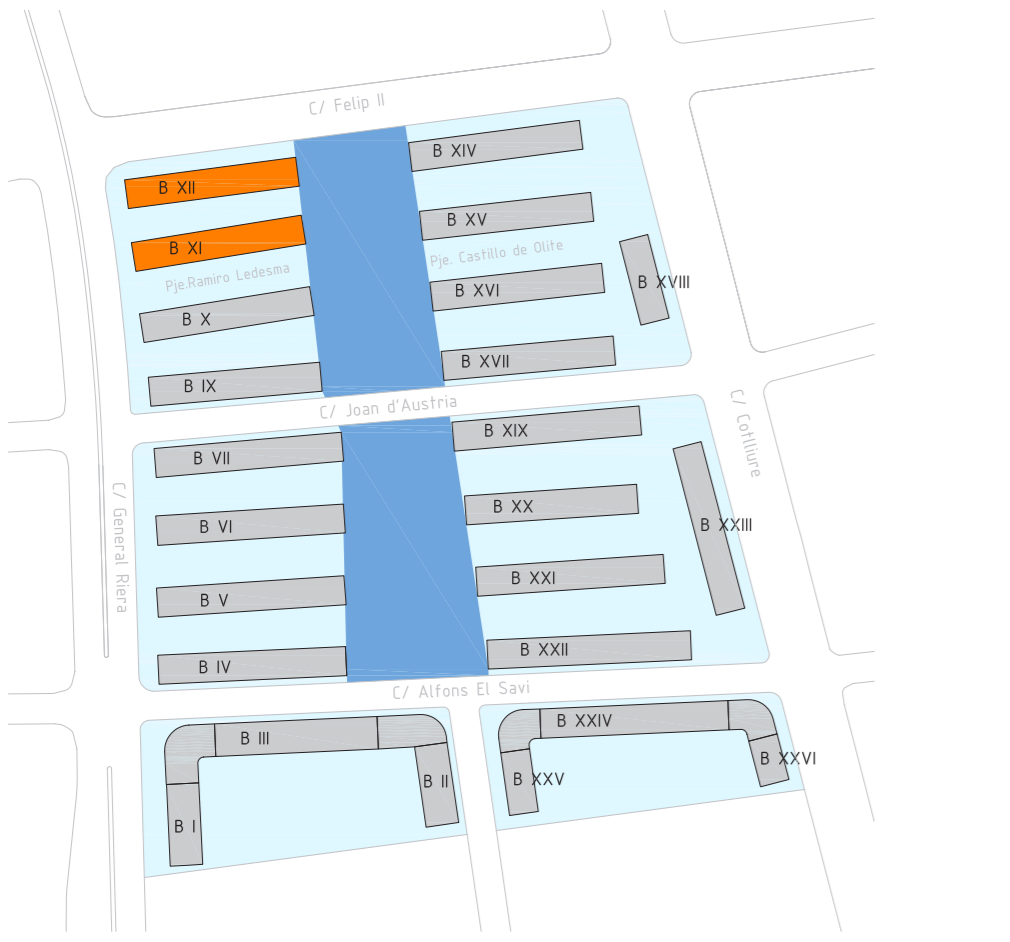 C/ Felip II
B XIV
B XII
B XV
B XI
Pje. Castillo de Olite
Pje.Ramiro Ledesma
B XVIII
B XVI
B X
B XVII
B IX
C/ Joan d'Austria
C/ Cotlliure
B XIX
B VII
B XX
B VI
B XXIII
C/ General Riera
B XXI
B V
B XXII
B IV
C/ Alfons El Savi
B XXIV
B III
B XXVI
B XXV
B II
B I